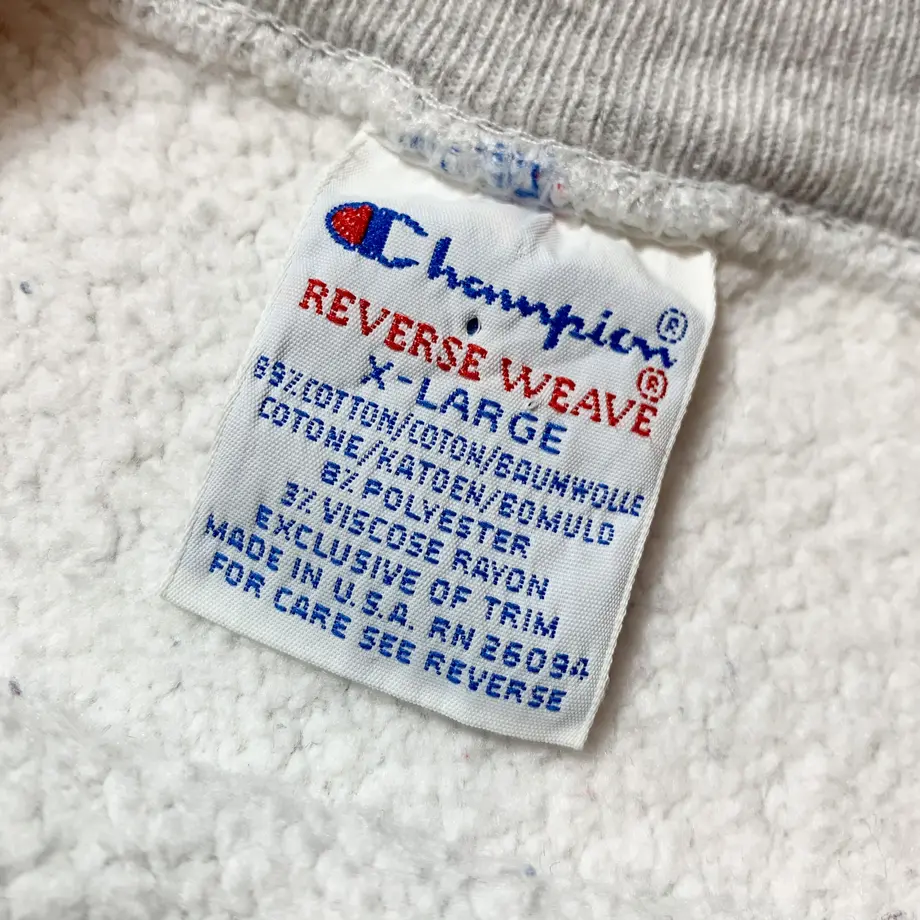 Champion®
REVERSE WEAVE®
X-LARGE
89%COTTON/COTON/BAUMWOLLE
COTONE/KATOEN/BOMULD
8%POLYESTER
3%VISCOSE RAYON
EXCLUSIVE OF TRIM
MADE IN U.S.A. RN 26094
FOR CARE SEE REVERSE